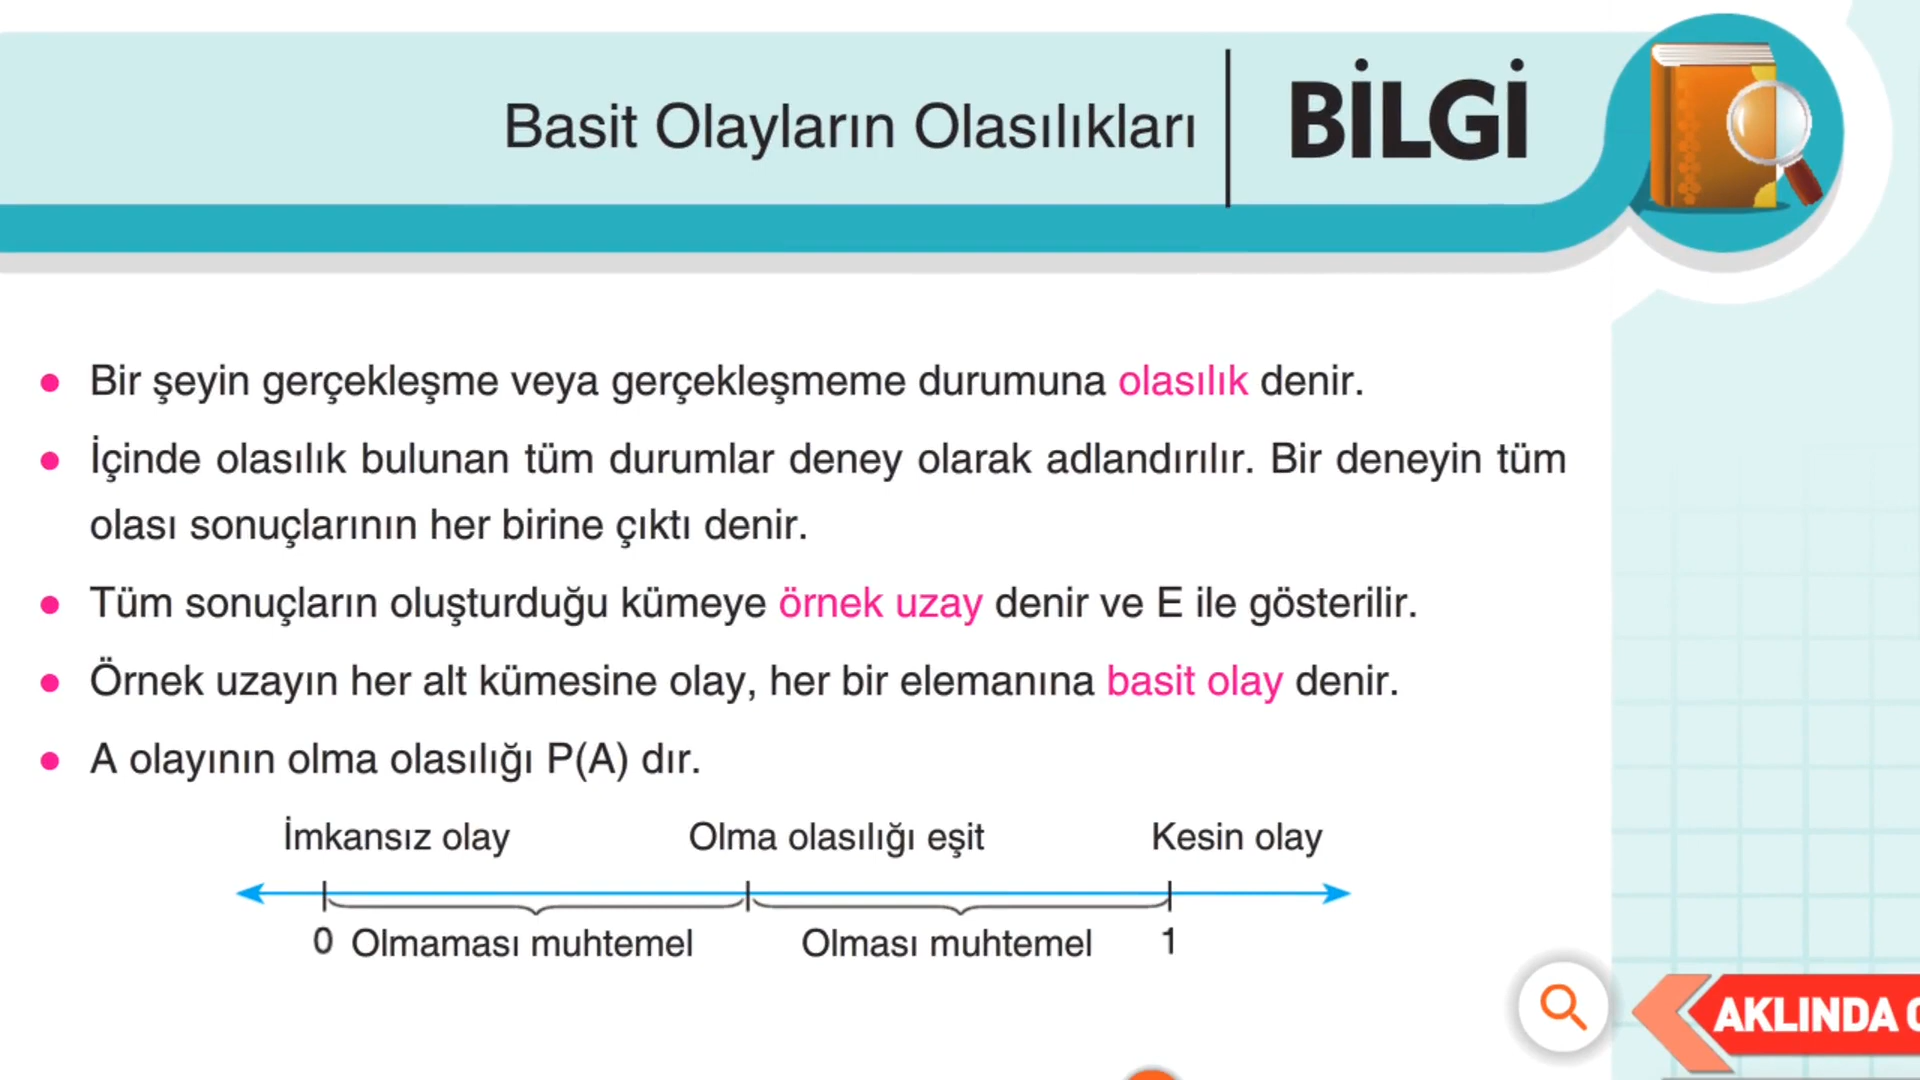 Basit Olayların Olasılıkları
BİLGİ
Bir şeyin gerçekleşme veya gerçekleşmeme durumuna olasılık denir.
İçinde olasılık bulunan tüm durumlar deney olarak adlandırılır. Bir deneyin tüm
olası sonuçlarının her birine çıktı denir.
Tüm sonuçların oluşturduğu kümeye örnek uzay denir ve E ile gösterilir.
Örnek uzayın her alt kümesine olay, her bir elemanına basit olay denir.
A olayının olma olasılığı P(A) dır.
İmkansız olay Olma olasılığı eşit Kesin olay
0 Olmaması muhtemel Olması muhtemel 1
AKLINDA